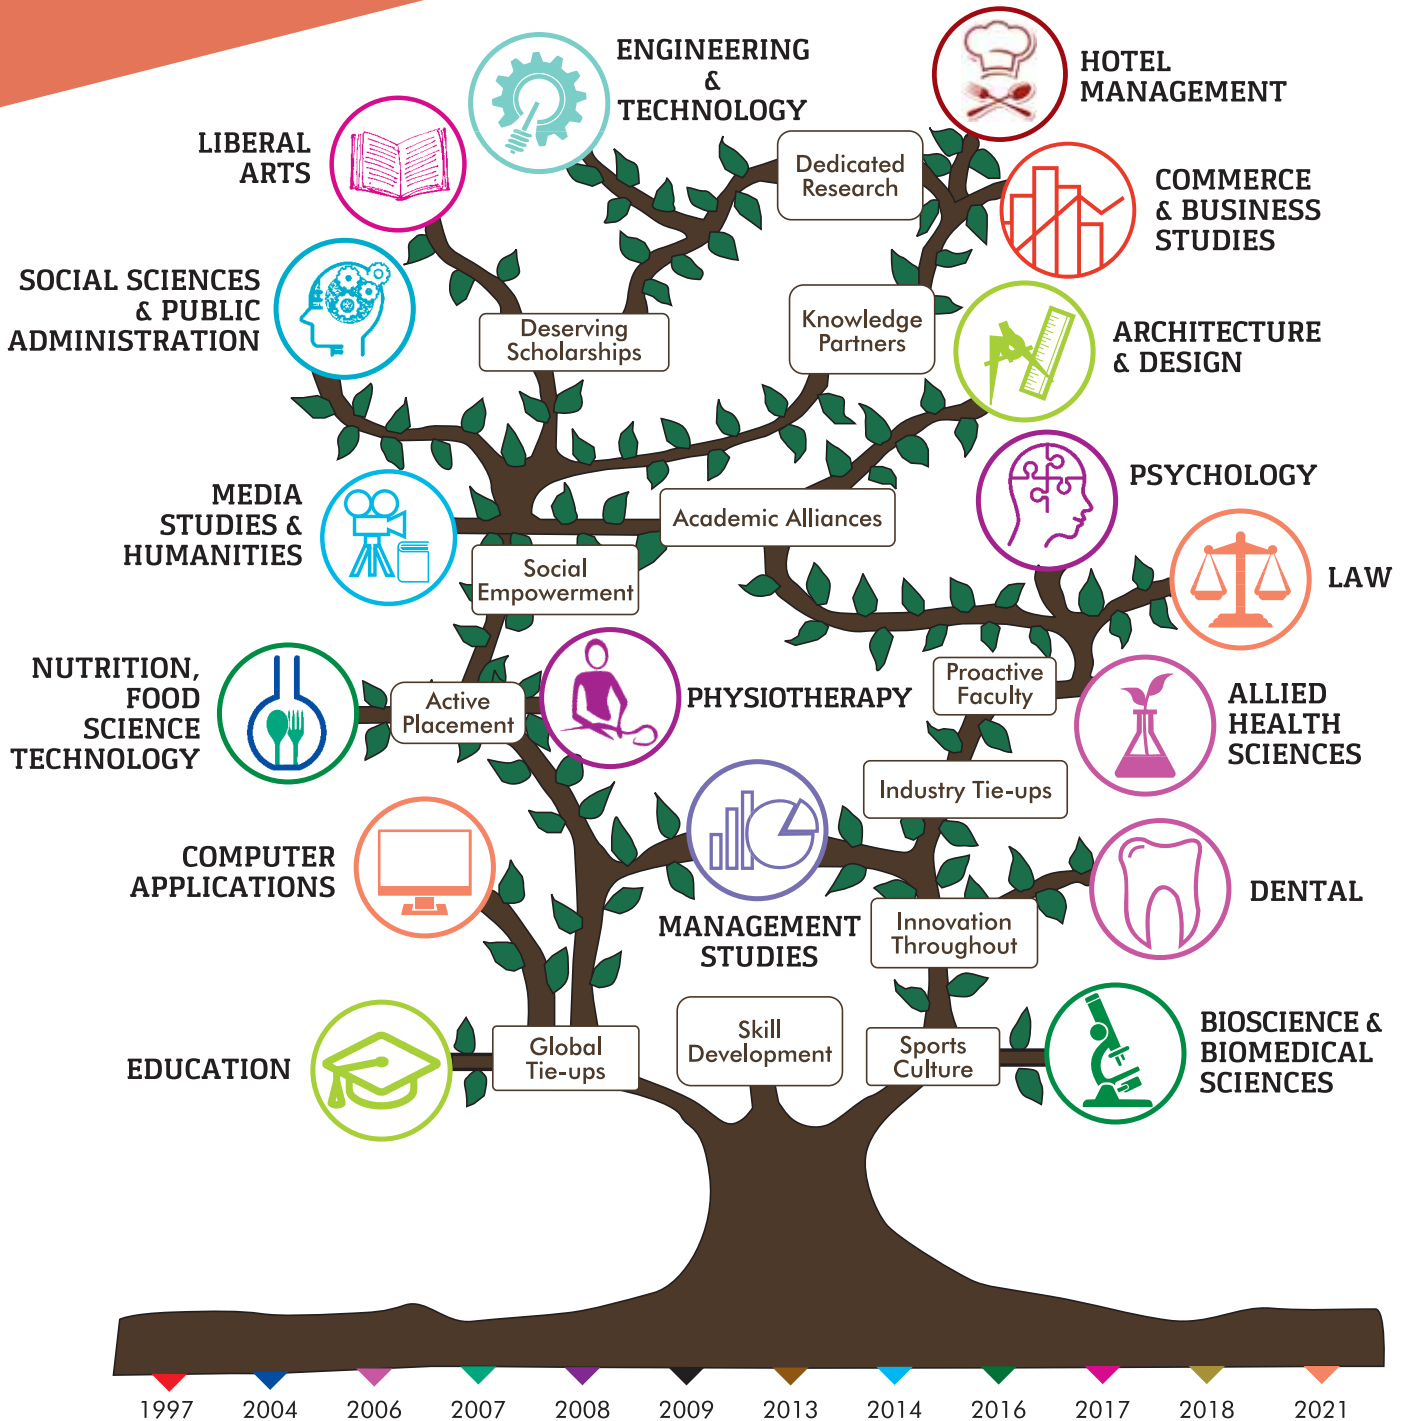 ENGINEERING
&
TECHNOLOGY
HOTEL
MANAGEMENT
LIBERAL
ARTS
Dedicated
Research
COMMERCE
& BUSINESS
STUDIES
SOCIAL SCIENCES
& PUBLIC
ADMINISTRATION
Deserving
Scholarships
Knowledge
Partners
ARCHITECTURE
& DESIGN
MEDIA
STUDIES &
HUMANITIES
Academic Alliances
PSYCHOLOGY
Social
Empowerment
LAW
NUTRITION,
FOOD
SCIENCE
TECHNOLOGY
Active
Placement
PHYSIOTHERAPY
Proactive
Faculty
ALLIED
HEALTH
SCIENCES
Industry Tie-ups
COMPUTER
APPLICATIONS
MANAGEMENT
STUDIES
Innovation
Throughout
DENTAL
EDUCATION
Global
Tie-ups
Skill
Development
Sports
Culture
BIOSCIENCE &
BIOMEDICAL
SCIENCES
1997 2004 2006 2007 2008 2009 2013 2014 2016 2017 2018 2021